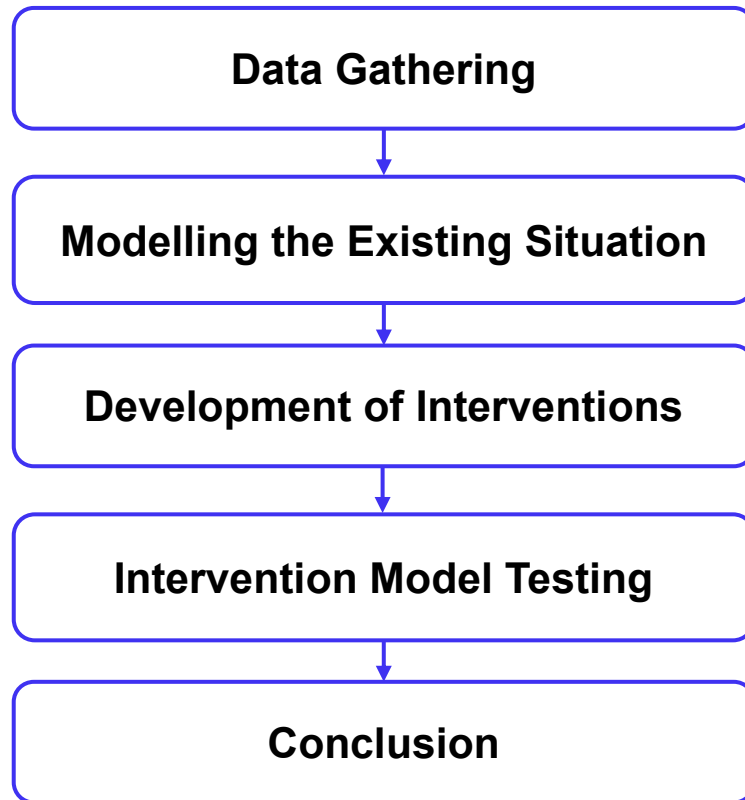 Data Gathering
Modelling the Existing Situation
Development of Interventions
Intervention Model Testing
Conclusion